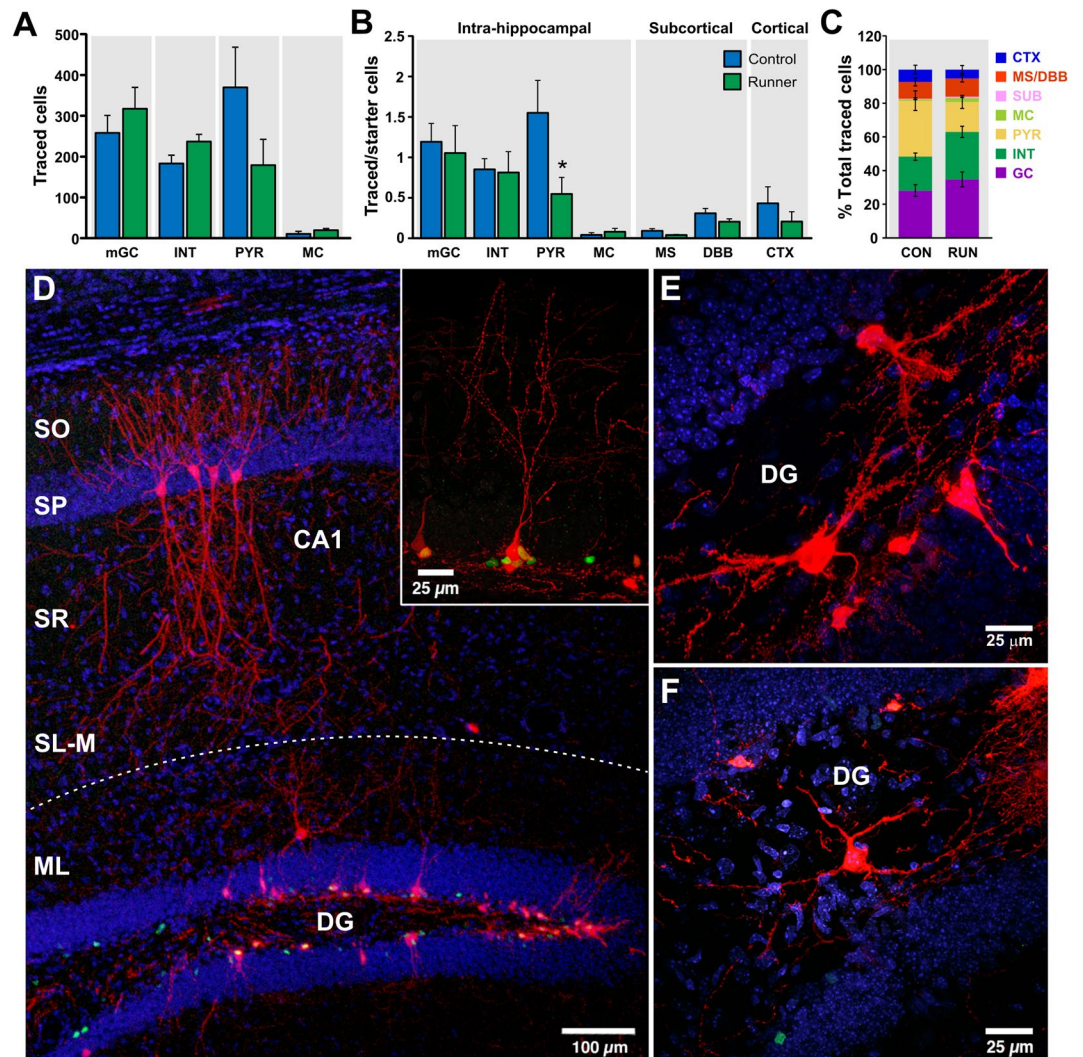 A
Traced cells
500
400
300
200
100
0
mGC INT PYR MC
B
Intra-hippocampal Subcortical Cortical
Traced/starter cells
2.5
2
1.5
1
0.5
0
Control
Runner
*
mGC INT PYR MC MS DBB CTX
C
% Total traced cells
120
100
80
60
40
20
0
CON RUN
CTX
MS/DBB
SUB
MC
PYR
INT
GC
D
SO
SP
CA1
SR
SL-M
ML
DG
100 µm
25 µm
E
DG
25 µm
F
DG
25 µm